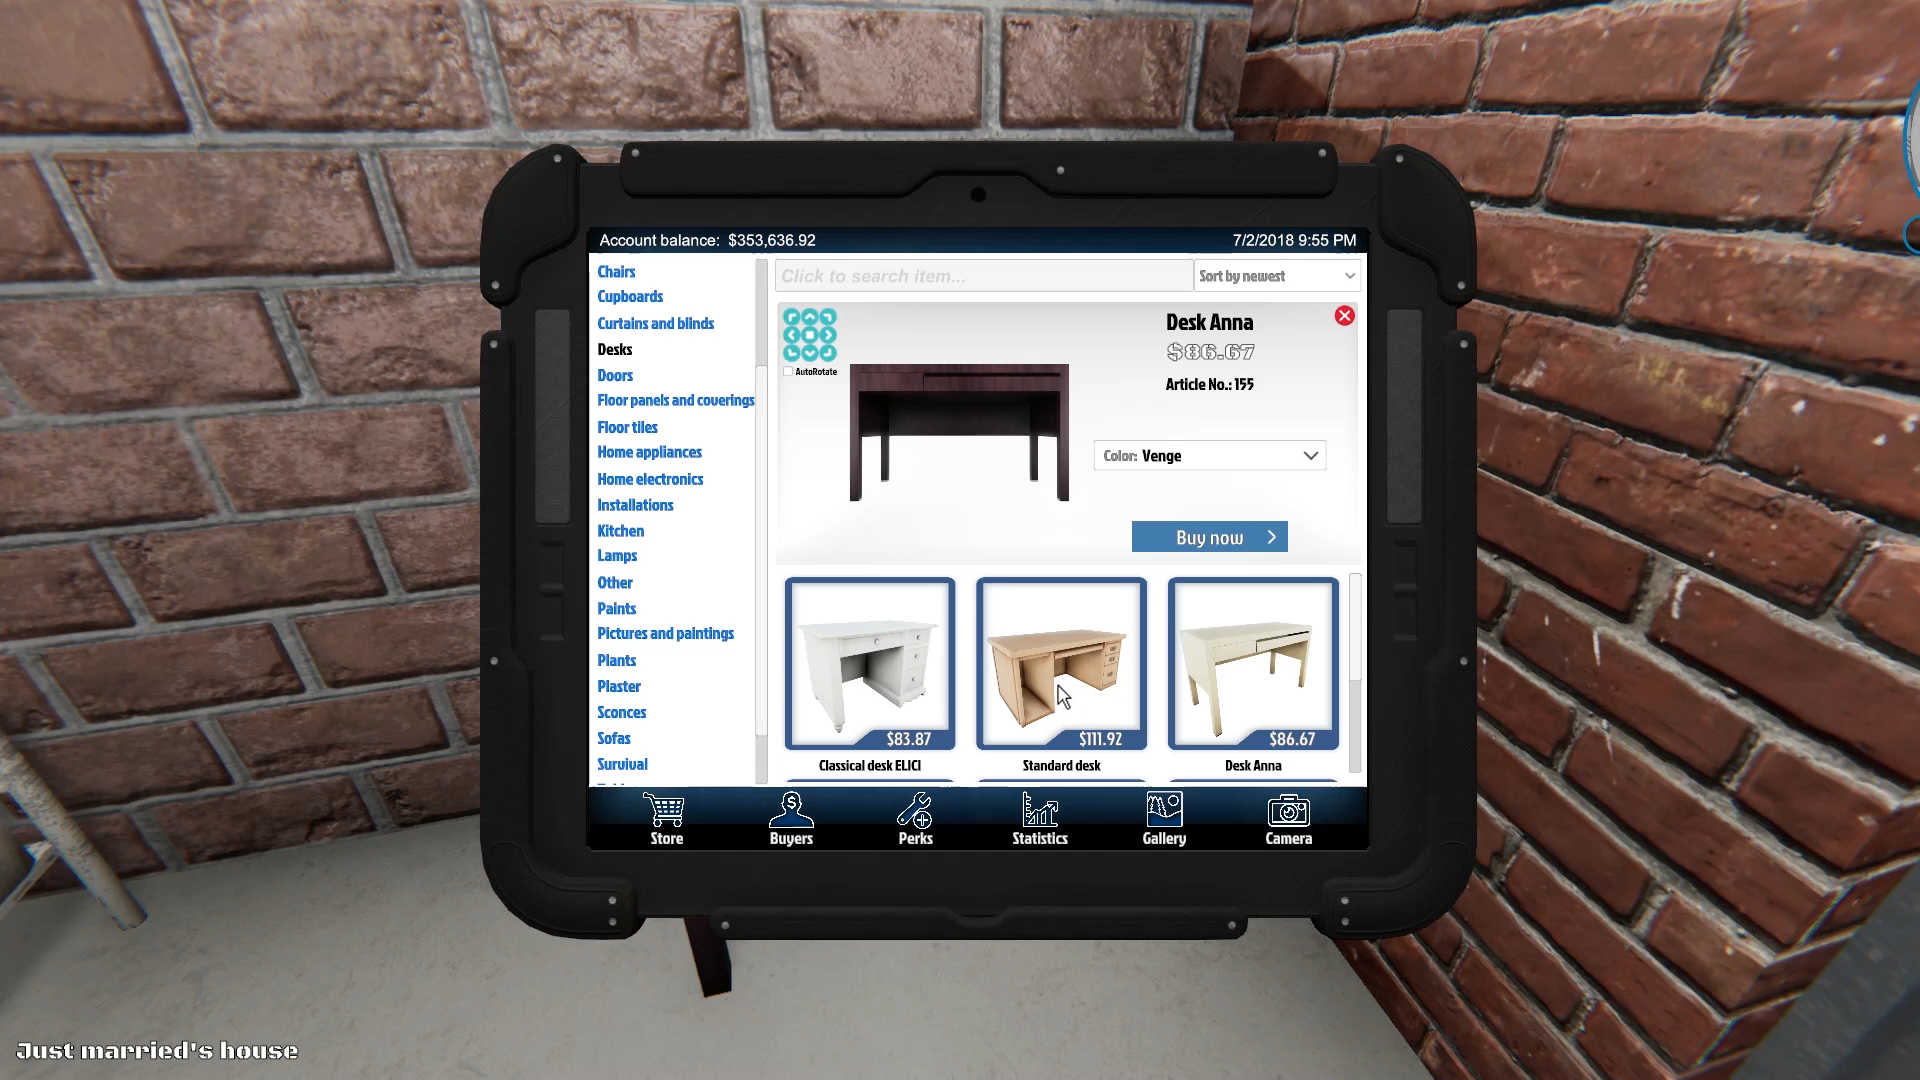 Account balance: $353,636.92
7/2/2018 9:55 PM
Chairs
Cupboards
Curtains and blinds
Desks
Doors
Floor panels and coverings
Floor tiles
Home appliances
Home electronics
Installations
Kitchen
Lamps
Other
Paints
Pictures and paintings
Plants
Plaster
Sconces
Sofas
Survival
Click to search item...
Sort by newest
AutoRotate
Desk Anna
$86.67
Article No.: 155
Color: Venge
Buy now
$83.87
$111.92
$86.67
Classical desk ELICI
Standard desk
Desk Anna
Store
Buyers
Perks
Statistics
Gallery
Camera
Just married's house